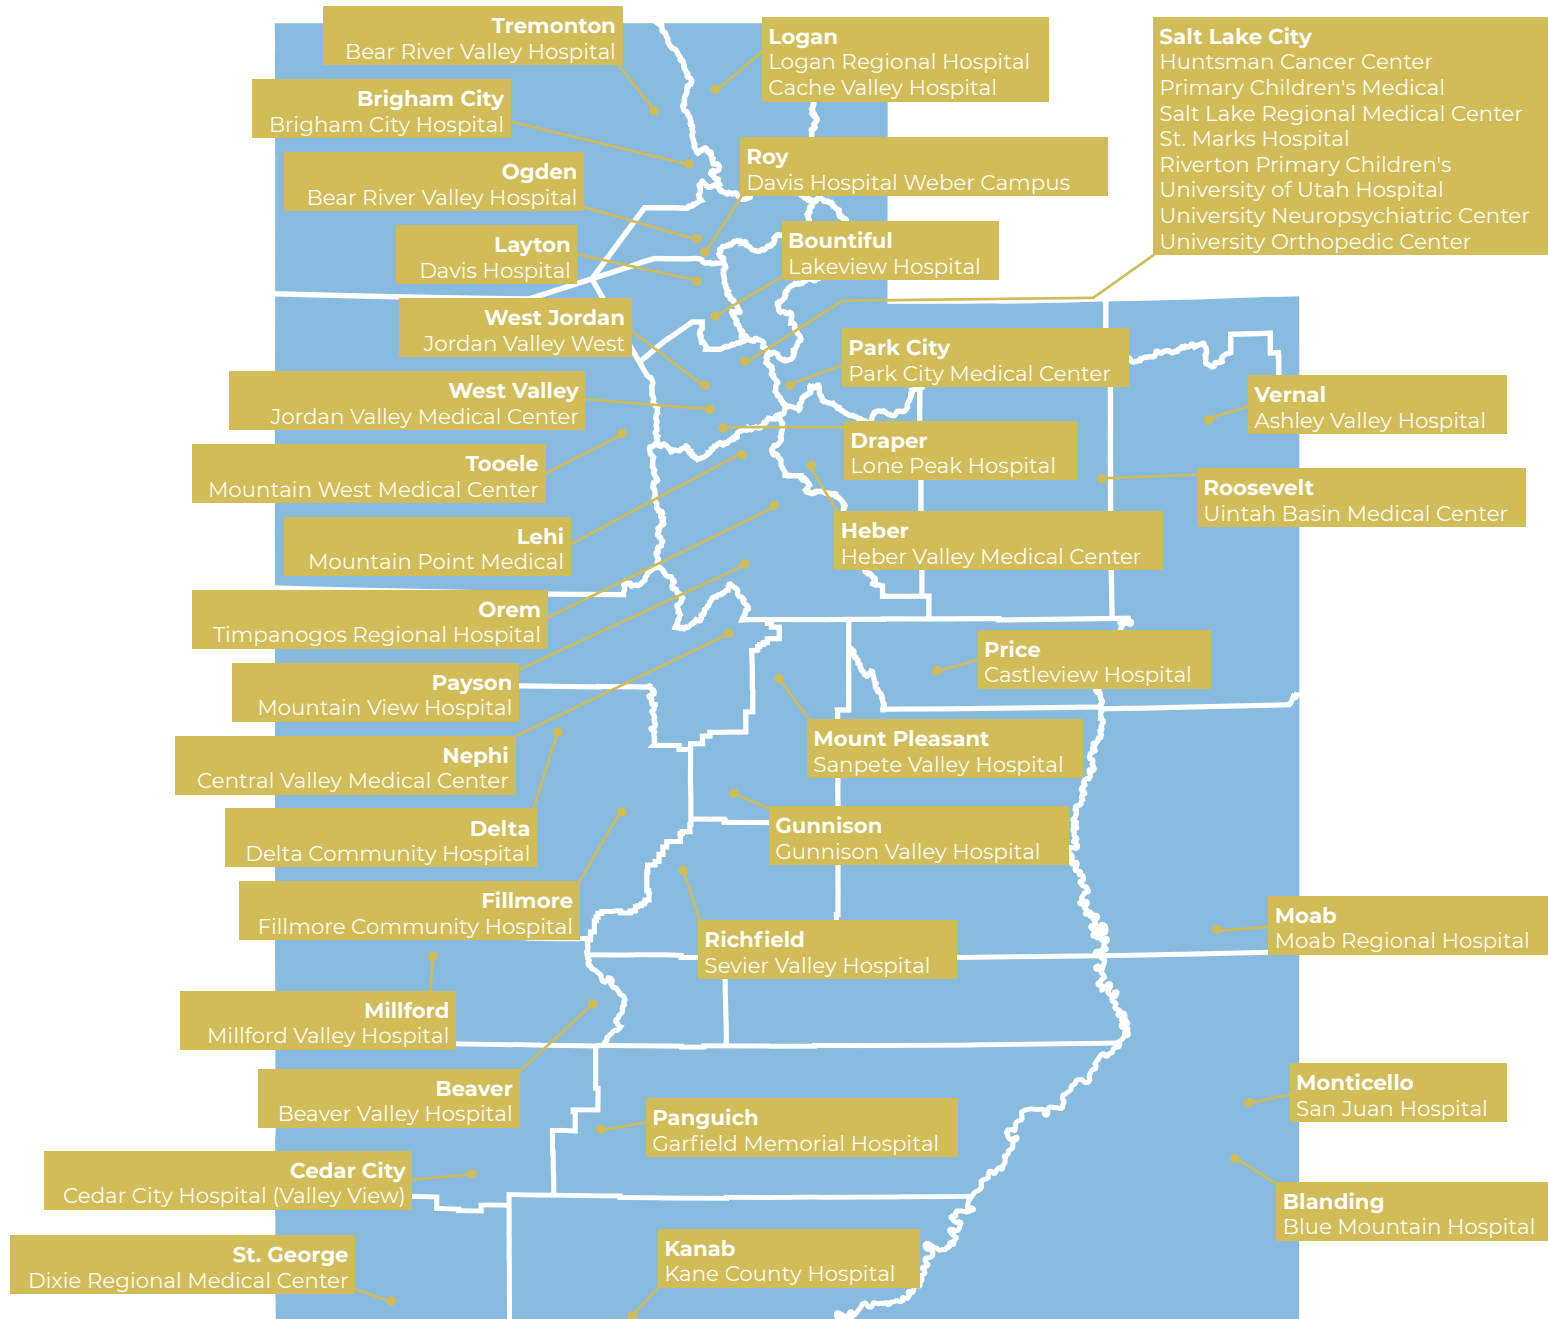 Tremonton
Bear River Valley Hospital
Logan
Logan Regional Hospital
Cache Valley Hospital
Salt Lake City
Huntsman Cancer Center
Primary Children's Medical
Salt Lake Regional Medical Center
St. Marks Hospital
Riverton Primary Children's
University of Utah Hospital
University Neuropsychiatric Center
University Orthopedic Center
Brigham City
Brigham City Hospital
Roy
Davis Hospital Weber Campus
Ogden
Bear River Valley Hospital
Bountiful
Lakeview Hospital
Layton
Davis Hospital
West Jordan
Jordan Valley West
Park City
Park City Medical Center
West Valley
Jordan Valley Medical Center
Vernal
Ashley Valley Hospital
Draper
Lone Peak Hospital
Tooele
Mountain West Medical Center
Roosevelt
Uintah Basin Medical Center
Lehi
Mountain Point Medical
Heber
Heber Valley Medical Center
Orem
Timpanogos Regional Hospital
Price
Castleview Hospital
Payson
Mountain View Hospital
Mount Pleasant
Sanpete Valley Hospital
Nephi
Central Valley Medical Center
Delta
Delta Community Hospital
Gunnison
Gunnison Valley Hospital
Fillmore
Fillmore Community Hospital
Moab
Moab Regional Hospital
Richfield
Sevier Valley Hospital
Millford
Millford Valley Hospital
Beaver
Beaver Valley Hospital
Monticello
San Juan Hospital
Panguich
Garfield Memorial Hospital
Cedar City
Cedar City Hospital (Valley View)
Blanding
Blue Mountain Hospital
St. George
Dixie Regional Medical Center
Kanab
Kane County Hospital